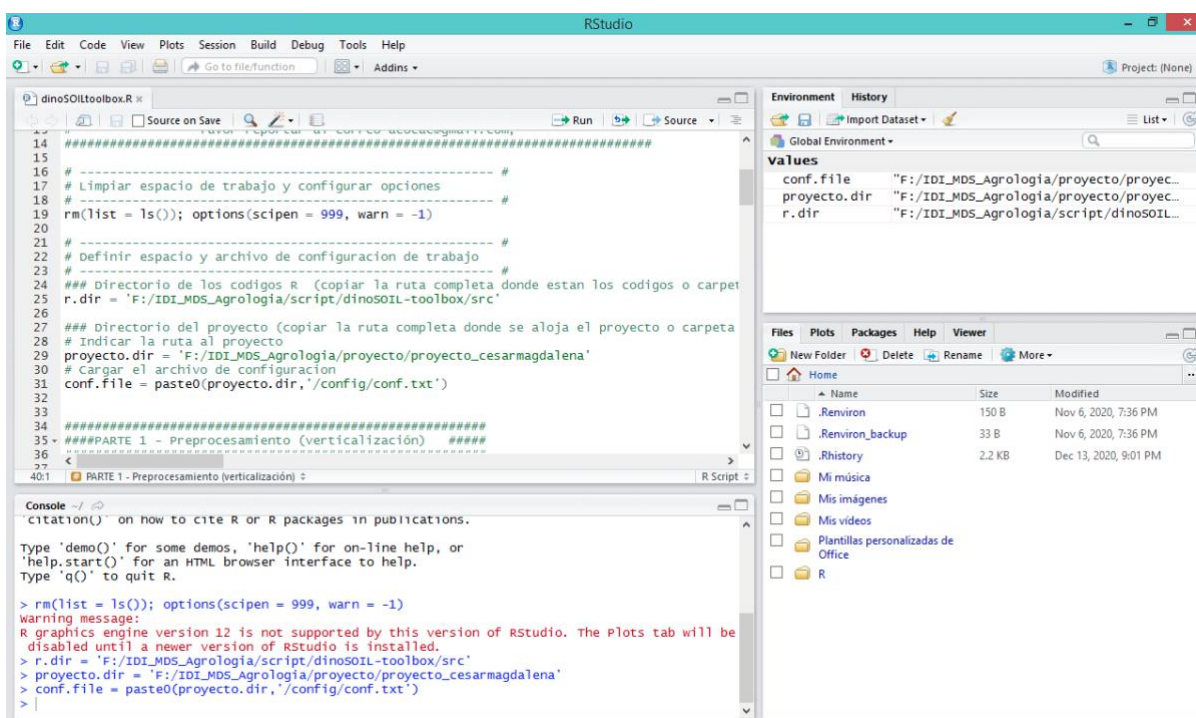 RStudio
File Edit Code View Plots Session Build Debug Tools Help
Go to file/function Addins Project: (None)
dinoSOILtoolbox.R
Source on Save Run Source
13 # favor reportar al correo
14 ##############################################################################
15
16 # ------------------------------------------------------- #
17 # Limpiar espacio de trabajo y configurar opciones
18 # ------------------------------------------------------- #
19 rm(list = ls()); options(scipen = 999, warn = -1)
20
21 # ------------------------------------------------------- #
22 # Definir espacio y archivo de configuracion de trabajo
23 # ------------------------------------------------------- #
24 ### Directorio de los codigos R (copiar la ruta completa donde estan los codigos o carpet
25 r.dir = 'F:/IDI_MDS_Agrologia/script/dinoSOIL-toolbox/src'
26
27 ### Directorio del proyecto (copiar la ruta completa donde se aloja el proyecto o carpeta
28 # Indicar la ruta al proyecto
29 proyecto.dir = 'F:/IDI_MDS_Agrologia/proyecto/proyecto_cesarmagdalena'
30 # Cargar el archivo de configuracion
31 conf.file = paste0(proyecto.dir,'/config/conf.txt')
32
33
34 ########################################################
35 ####PARTE 1 - Preprocesamiento (verticalización) #####
36
37
40:1 PARTE 1 - Preprocesamiento (verticalización) R Script
Console ~/
'citation()' on how to cite R or R packages in publications.
Type 'demo()' for some demos, 'help()' for on-line help, or
'help.start()' for an HTML browser interface to help.
Type 'q()' to quit R.
> rm(list = ls()); options(scipen = 999, warn = -1)
Warning message:
R graphics engine version 12 is not supported by this version of RStudio. The Plots tab will be
disabled until a newer version of RStudio is installed.
> r.dir = 'F:/IDI_MDS_Agrologia/script/dinoSOIL-toolbox/src'
> proyecto.dir = 'F:/IDI_MDS_Agrologia/proyecto/proyecto_cesarmagdalena'
> conf.file = paste0(proyecto.dir,'/config/conf.txt')
>
Environment History
Import Dataset List
Global Environment
Values
conf.file "F:/IDI_MDS_Agrologia/proyecto/proyec…
proyecto.dir "F:/IDI_MDS_Agrologia/proyecto/proyec…
r.dir "F:/IDI_MDS_Agrologia/script/dinoSOIL…
Files Plots Packages Help Viewer
New Folder Delete Rename More
Home
Name Size Modified
.Renviron 150 B Nov 6, 2020, 7:36 PM
.Renviron_backup 33 B Nov 6, 2020, 7:36 PM
.Rhistory 2.2 KB Dec 13, 2020, 9:01 PM
Mi música
Mis imágenes
Mis vídeos
Plantillas personalizadas de
Office
R